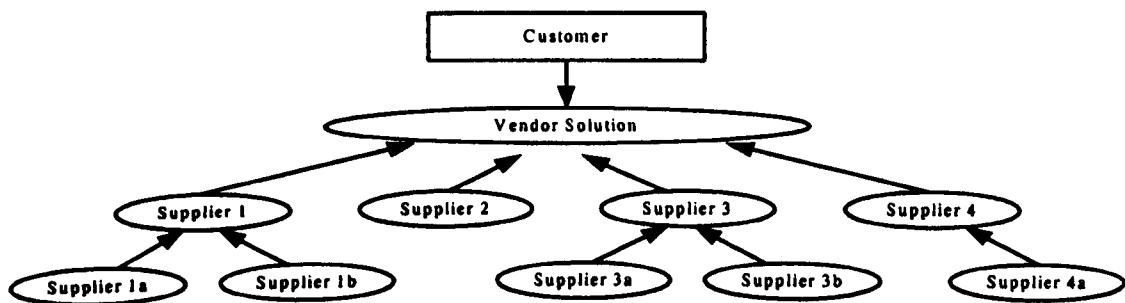 Customer
Vendor Solution
Supplier 1
Supplier 2
Supplier 3
Supplier 4
Supplier 1a
Supplier 1b
Supplier 3a
Supplier 3b
Supplier 4a